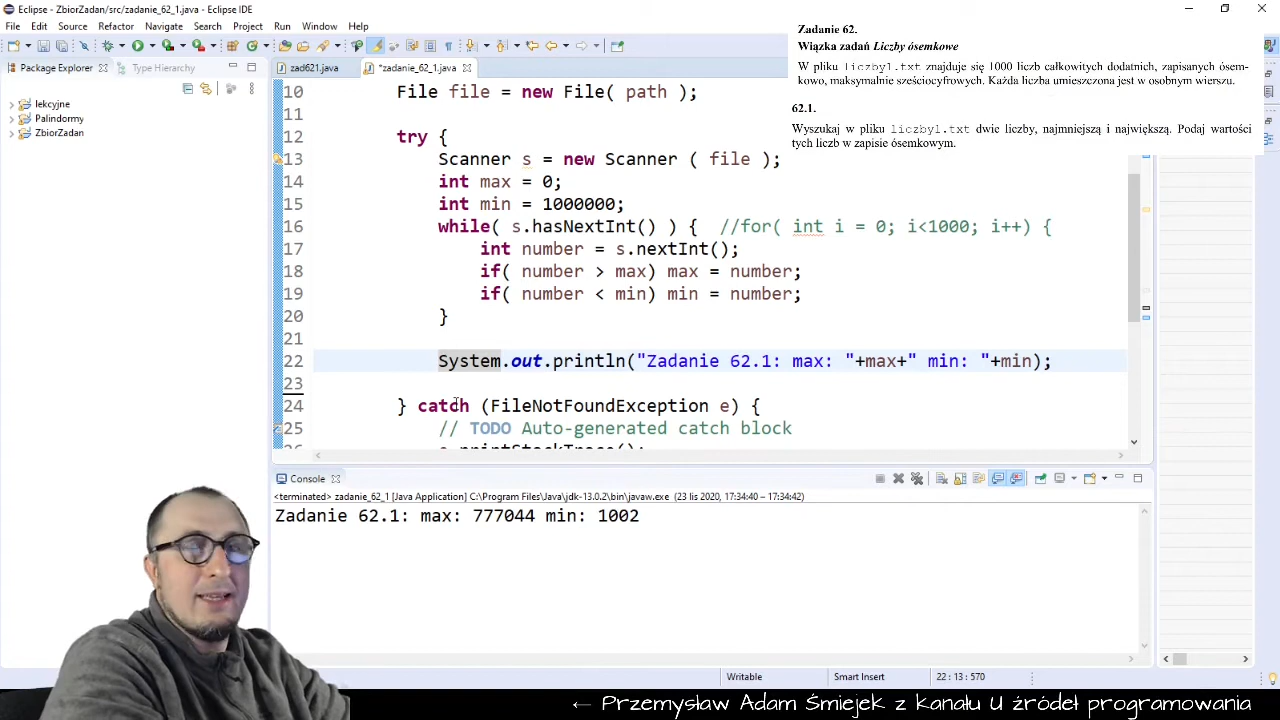 Eclipse - ZbiorZadan/src/zadanie_62_1.java - Eclipse IDE
File Edit Source Refactor Navigate Search Project Run Window Help
Package Explorer Type Hierarchy
zad621.java *zadanie_62_1.java
lekcyjne
Palindormy
ZbiorZadan
Zadanie 62.
Wiązka zadań Liczby ósemkowe
W pliku liczby1.txt znajduje się 1000 liczb całkowitych dodatnich, zapisanych ósem-
kowo, maksymalnie sześciocyfrowych. Każda liczba umieszczona jest w osobnym wierszu.
62.1.
Wyszukaj w pliku liczby1.txt dwie liczby, najmniejszą i największą. Podaj wartości
tych liczb w zapisie ósemkowym.
10 File file = new File( path );
11
12 try {
13 Scanner s = new Scanner ( file );
14 int max = 0;
15 int min = 1000000;
16 while( s.hasNextInt() ) { //for( int i = 0; i<1000; i++) {
17 int number = s.nextInt();
18 if( number > max) max = number;
19 if( number < min) min = number;
20 }
21
22 System.out.println("Zadanie 62.1: max: "+max+" min: "+min);
23
24 } catch (FileNotFoundException e) {
25 // TODO Auto-generated catch block
26 e.printStackTrace();
Console
<terminated> zadanie_62_1 [Java Application] C:\Program Files\Java\jdk-13.0.2\bin\javaw.exe (23 lis 2020, 17:34:40 – 17:34:42)
Zadanie 62.1: max: 777044 min: 1002
Writable Smart Insert 22 : 13 : 570
← Przemysław Adam Śmiejek z kanału U źródeł programowania